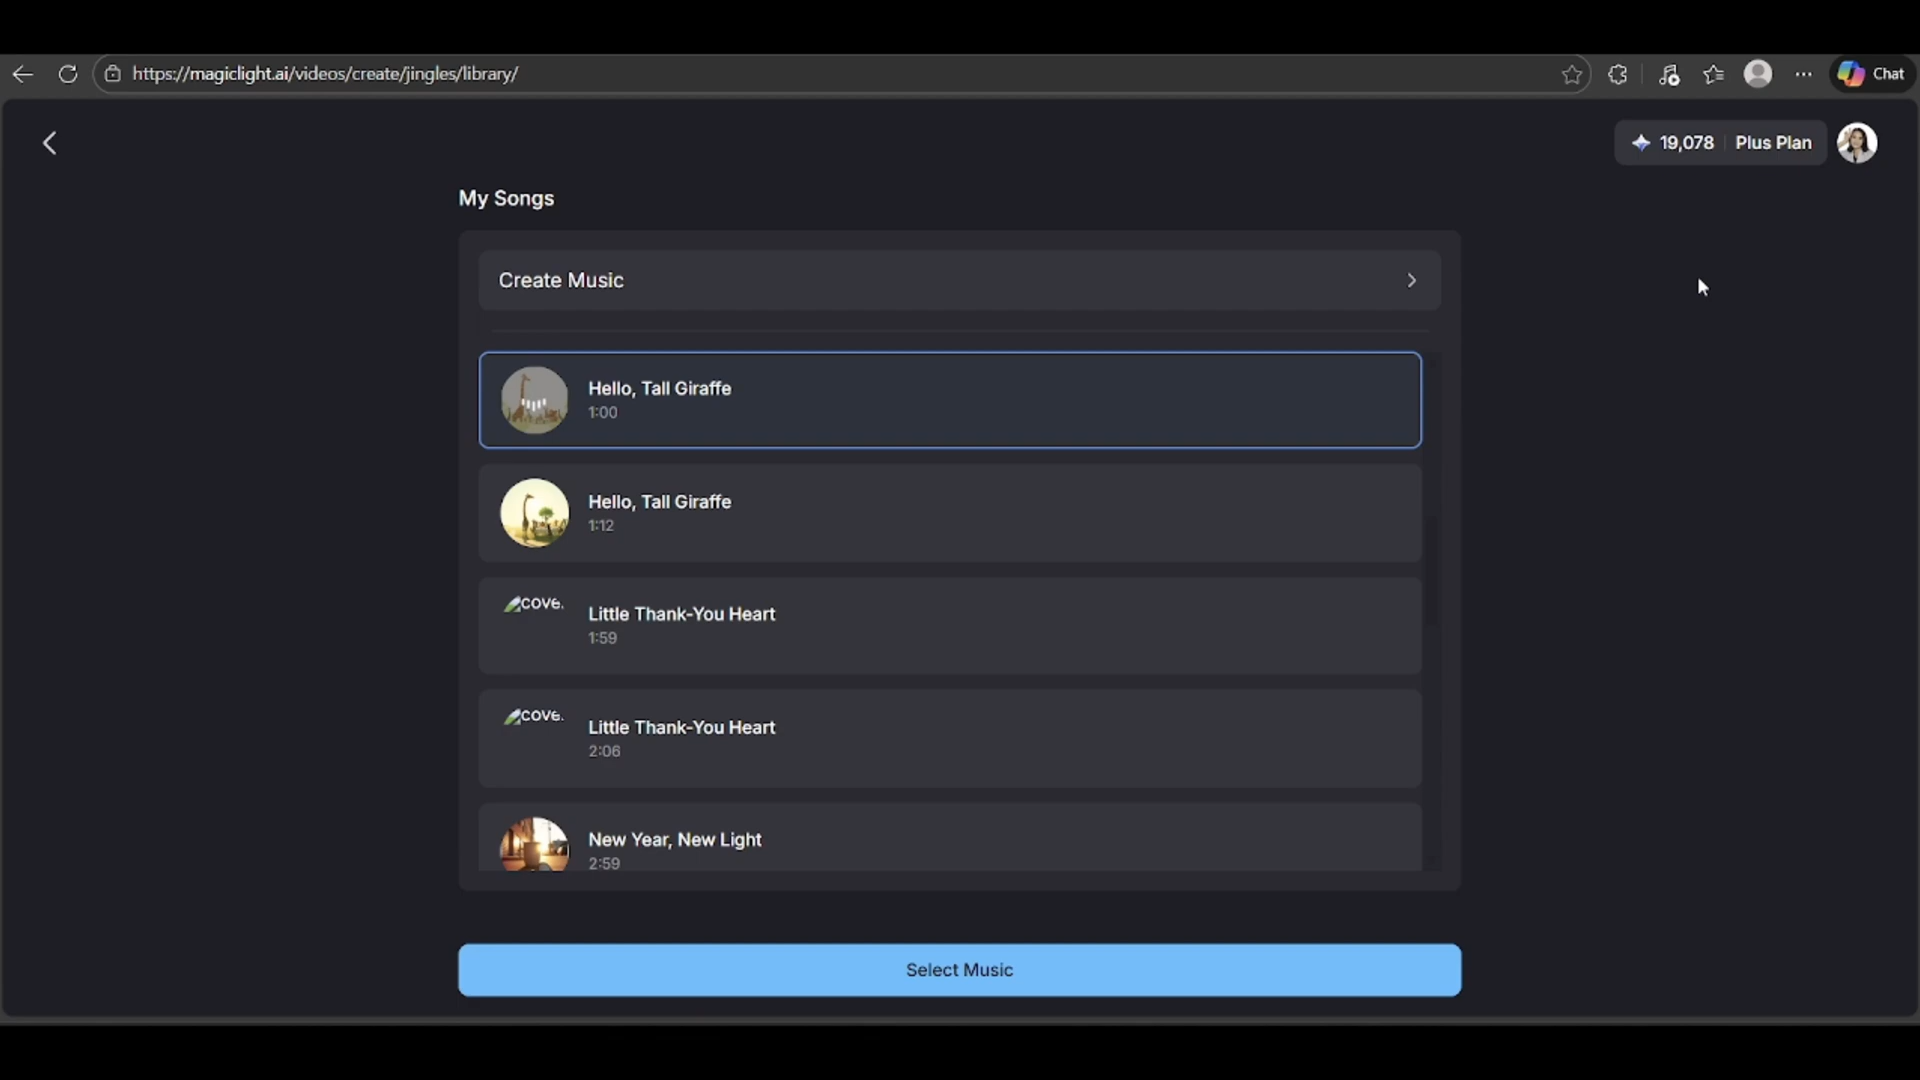 https://magiclight.ai/videos/create/jingles/library/
Chat
19,078 Plus Plan
My Songs
Create Music
Hello, Tall Giraffe
1:00
Hello, Tall Giraffe
1:12
cove.
Little Thank-You Heart
1:59
cove.
Little Thank-You Heart
2:06
New Year, New Light
2:59
Select Music